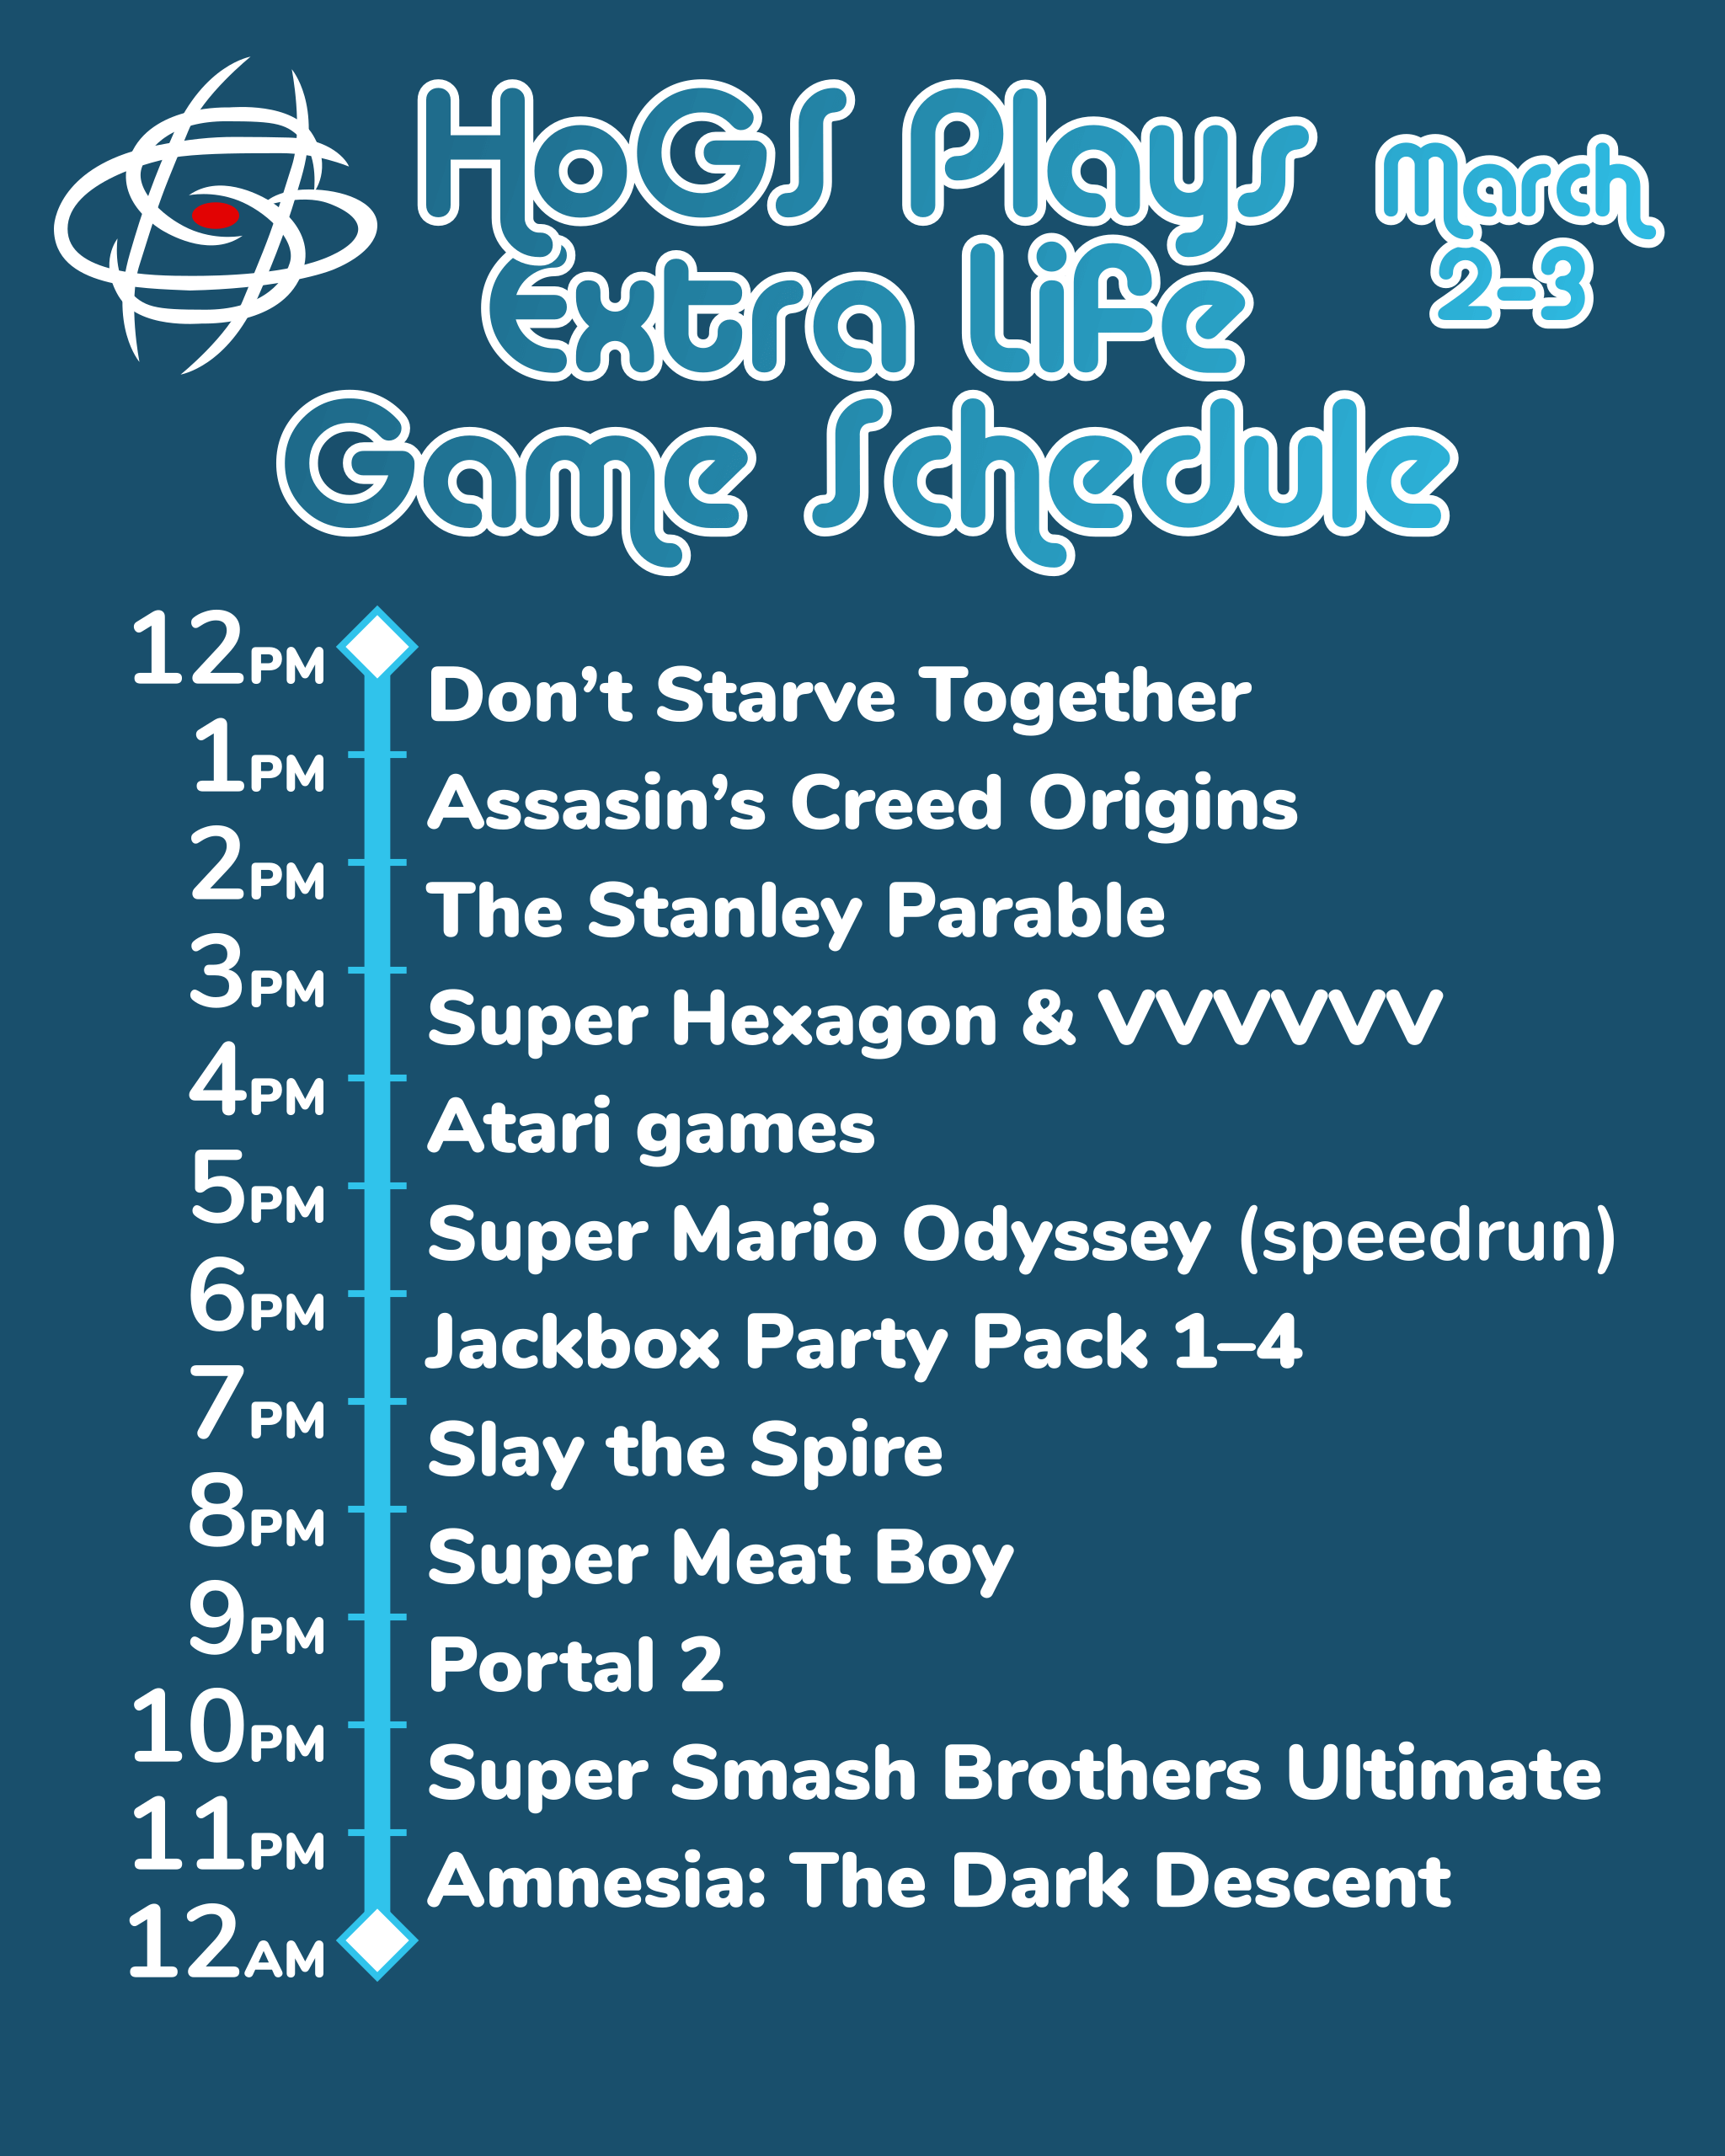 HoGS Plays
Extra Life
Game Schedule
March
2-3
12PM
Don't Starve Together
1PM
Assasin's Creed Origins
2PM
The Stanley Parable
3PM
Super Hexagon & VVVVVV
4PM
Atari games
5PM
Super Mario Odyssey (speedrun)
6PM
Jackbox Party Pack 1–4
7PM
Slay the Spire
8PM
Super Meat Boy
9PM
Portal 2
10PM
Super Smash Brothers Ultimate
11PM
Amnesia: The Dark Descent
12AM